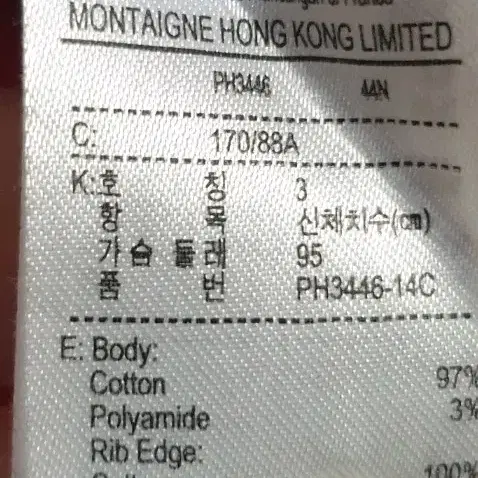 MONTAIGNE HONG KONG LIMITED
PH3446 44N
C: 170/88A
K:호 칭 3
항 목 신체치수(㎝)
가 슴 둘 레 95
품 번 PH3446-14C
E: Body:
Cotton 97%
Polyamide 3%
Rib Edge:
100%